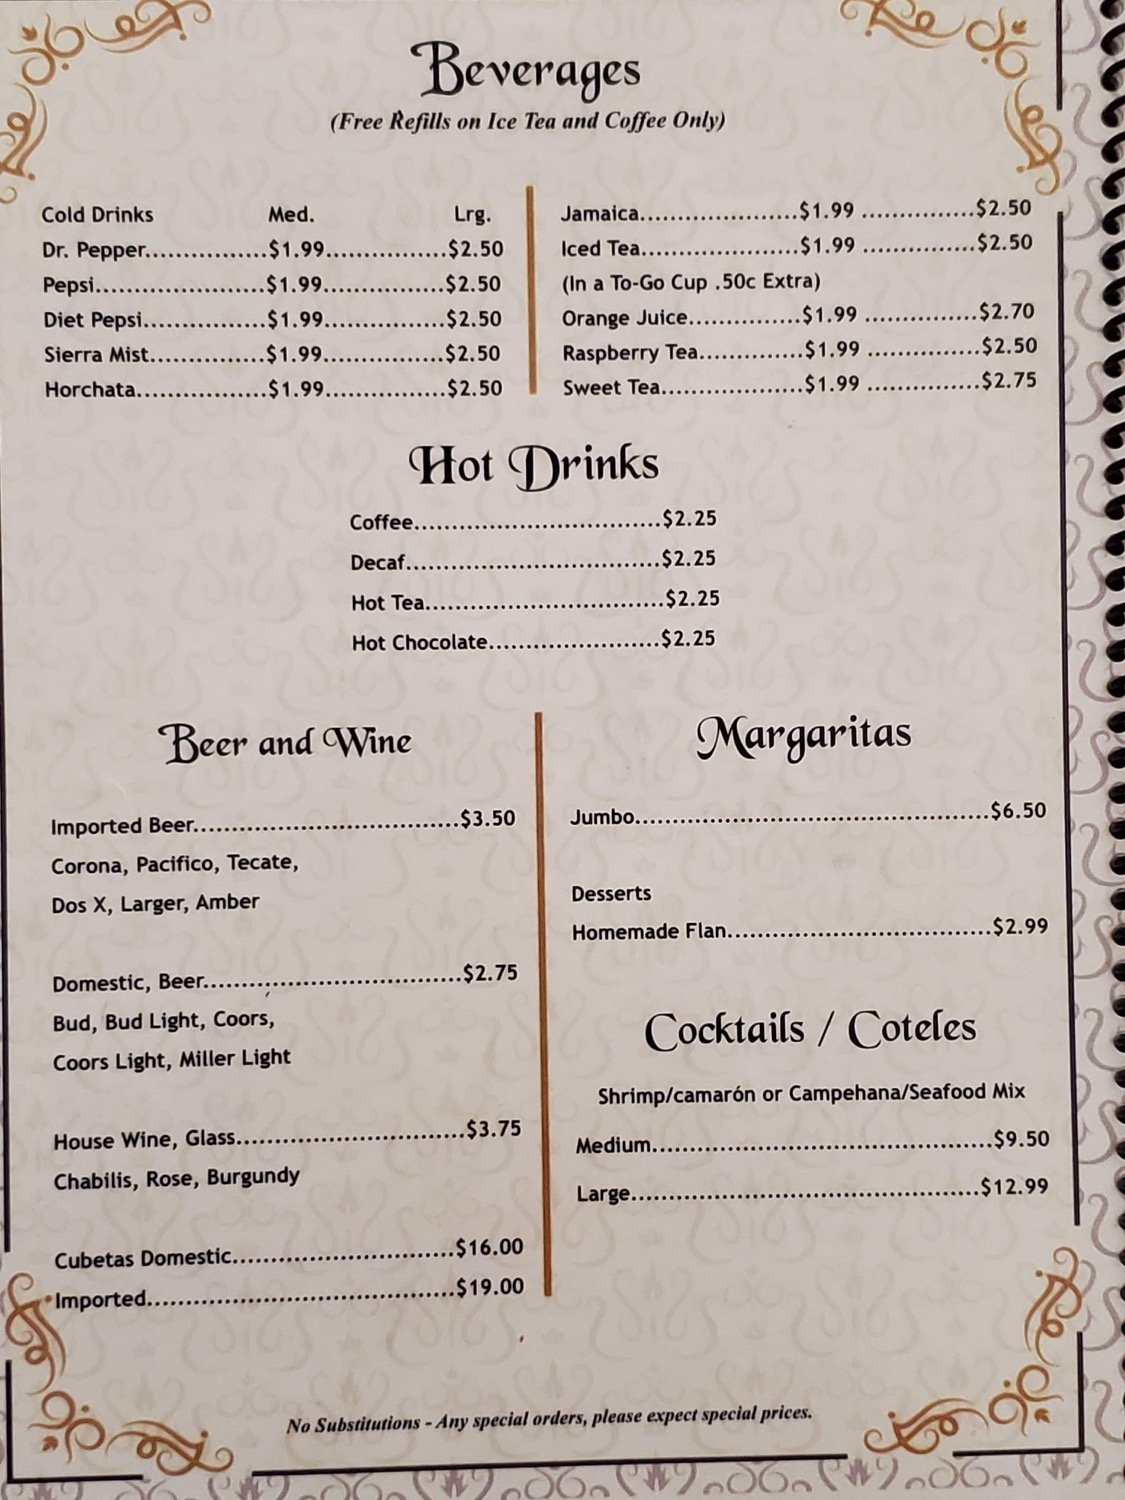 Beverages
(Free Refills on Ice Tea and Coffee Only)
Cold Drinks Med. Lrg.
Dr. Pepper................$1.99................$2.50
Pepsi......................$1.99................$2.50
Diet Pepsi................$1.99................$2.50
Sierra Mist...............$1.99................$2.50
Horchata.................$1.99................$2.50
Jamaica.....................$1.99 ...............$2.50
Iced Tea.....................$1.99 ...............$2.50
(In a To-Go Cup .50c Extra)
Orange Juice...............$1.99 ...............$2.70
Raspberry Tea..............$1.99 ...............$2.50
Sweet Tea...................$1.99 ...............$2.75
Hot Drinks
Coffee.................................$2.25
Decaf..................................$2.25
Hot Tea................................$2.25
Hot Chocolate.......................$2.25
Beer and Wine
Imported Beer...................................$3.50
Corona, Pacifico, Tecate,
Dos X, Larger, Amber
Domestic, Beer..................................$2.75
Bud, Bud Light, Coors,
Coors Light, Miller Light
House Wine, Glass..............................$3.75
Chabilis, Rose, Burgundy
Cubetas Domestic.............................$16.00
Imported.........................................$19.00
Margaritas
Jumbo...............................................$6.50
Desserts
Homemade Flan...................................$2.99
Cocktails / Coteles
Shrimp/camarón or Campehana/Seafood Mix
Medium.............................................$9.50
Large..............................................$12.99
No Substitutions - Any special orders, please expect special prices.